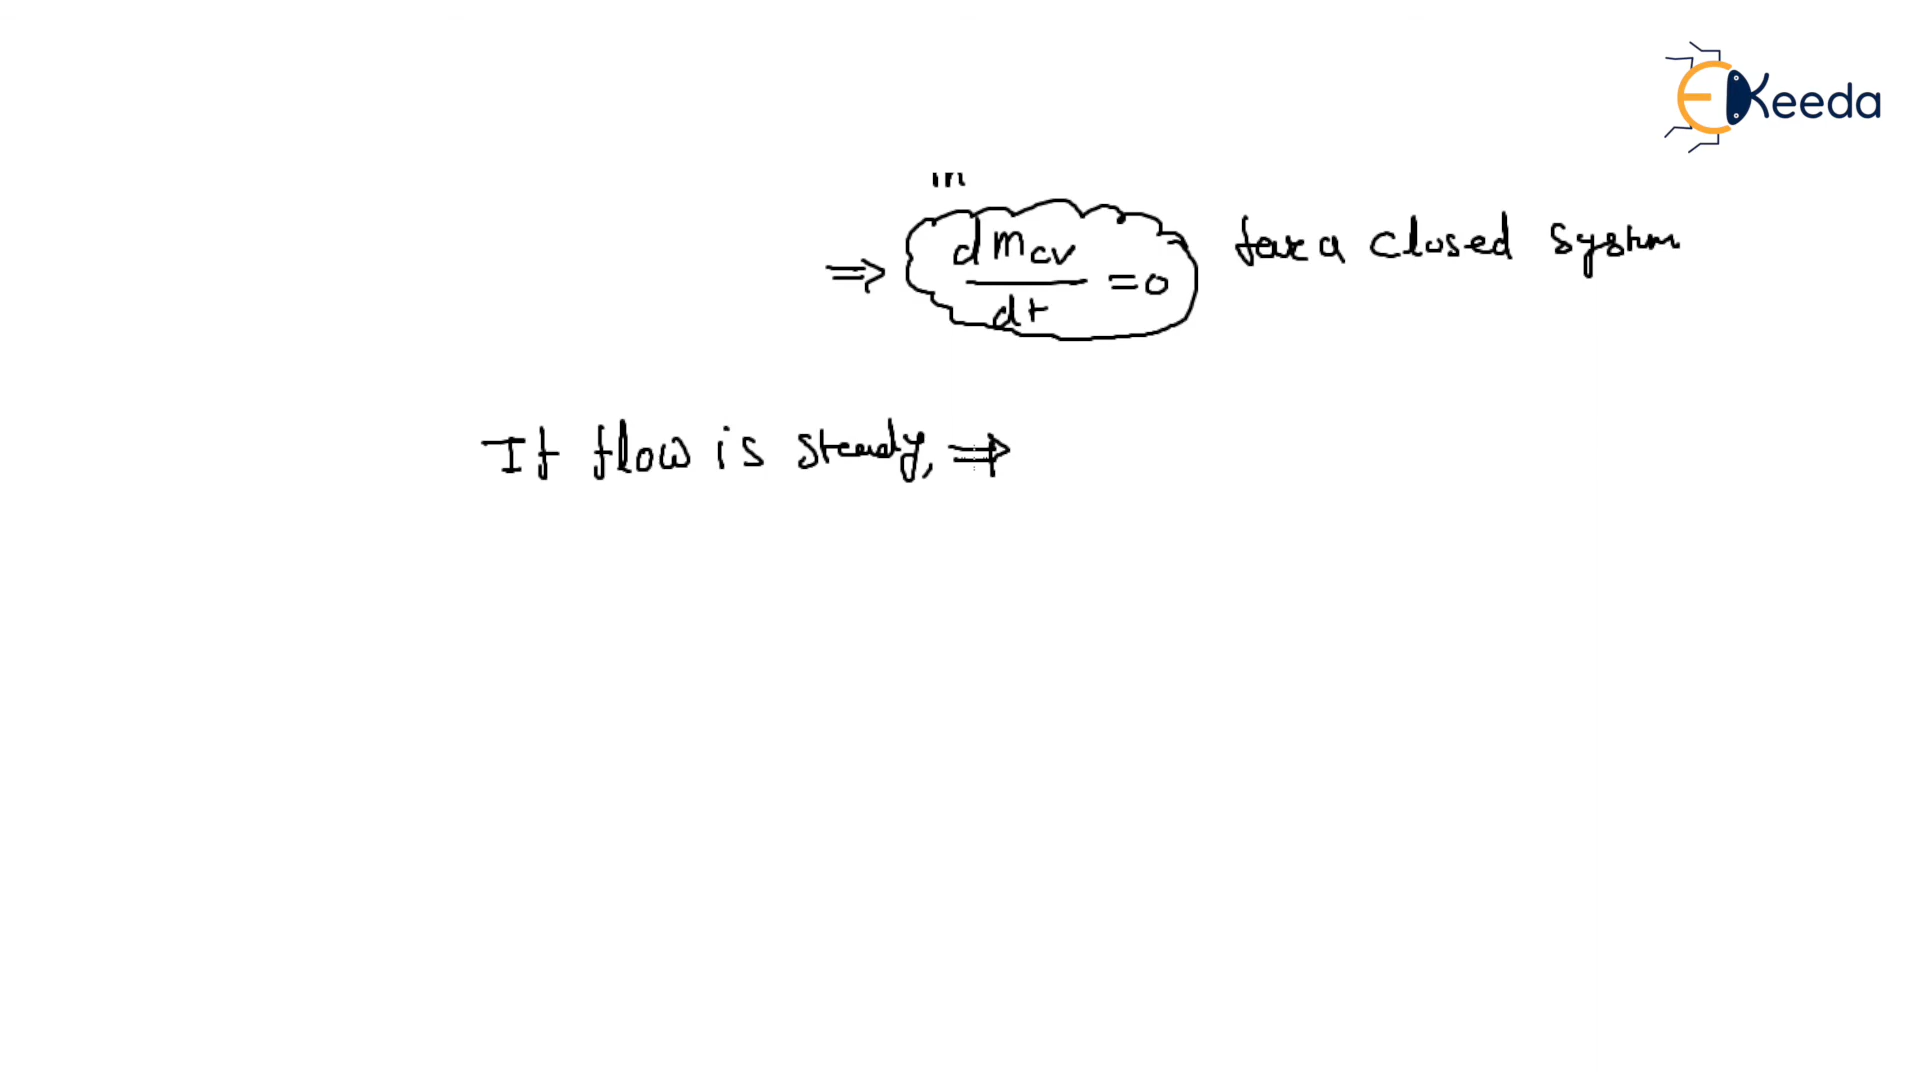 EKeeda
in
⇒ dm_cv/dt = 0 for a closed system
If flow is steady, ⇒